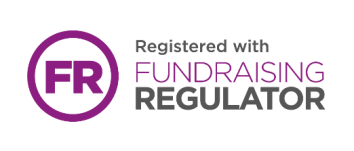 FR
Registered with
FUNDRAISING
REGULATOR